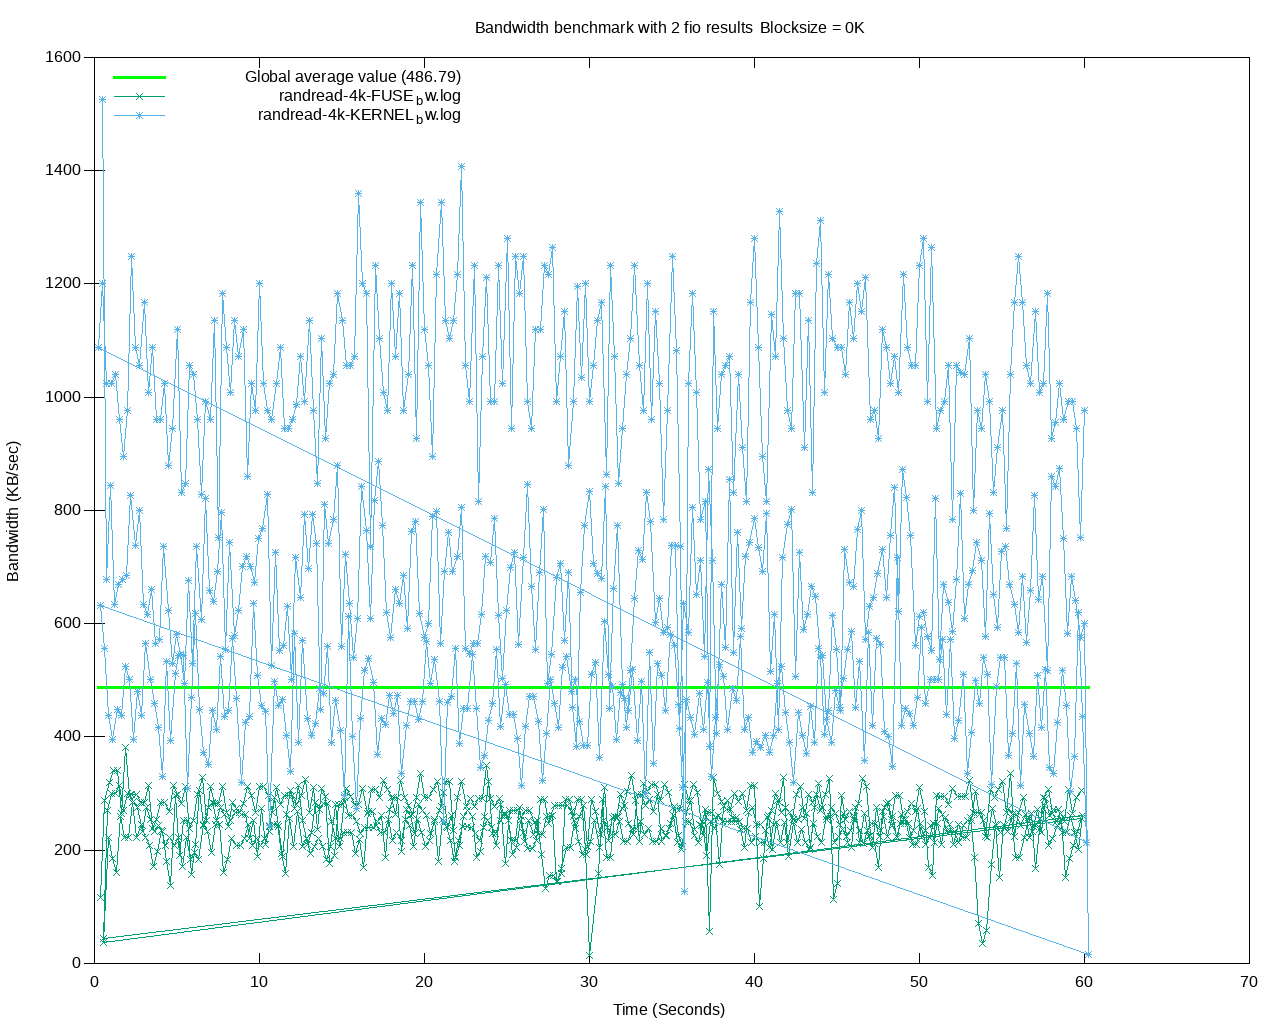 Bandwidth benchmark with 2 fio results Blocksize = 0K
1600
1400
1200
1000
800
600
400
200
0
Bandwidth (KB/sec)
Global average value (486.79)
randread-4k-FUSEbw.log
randread-4k-KERNELbw.log
0 10 20 30 40 50 60 70
Time (Seconds)